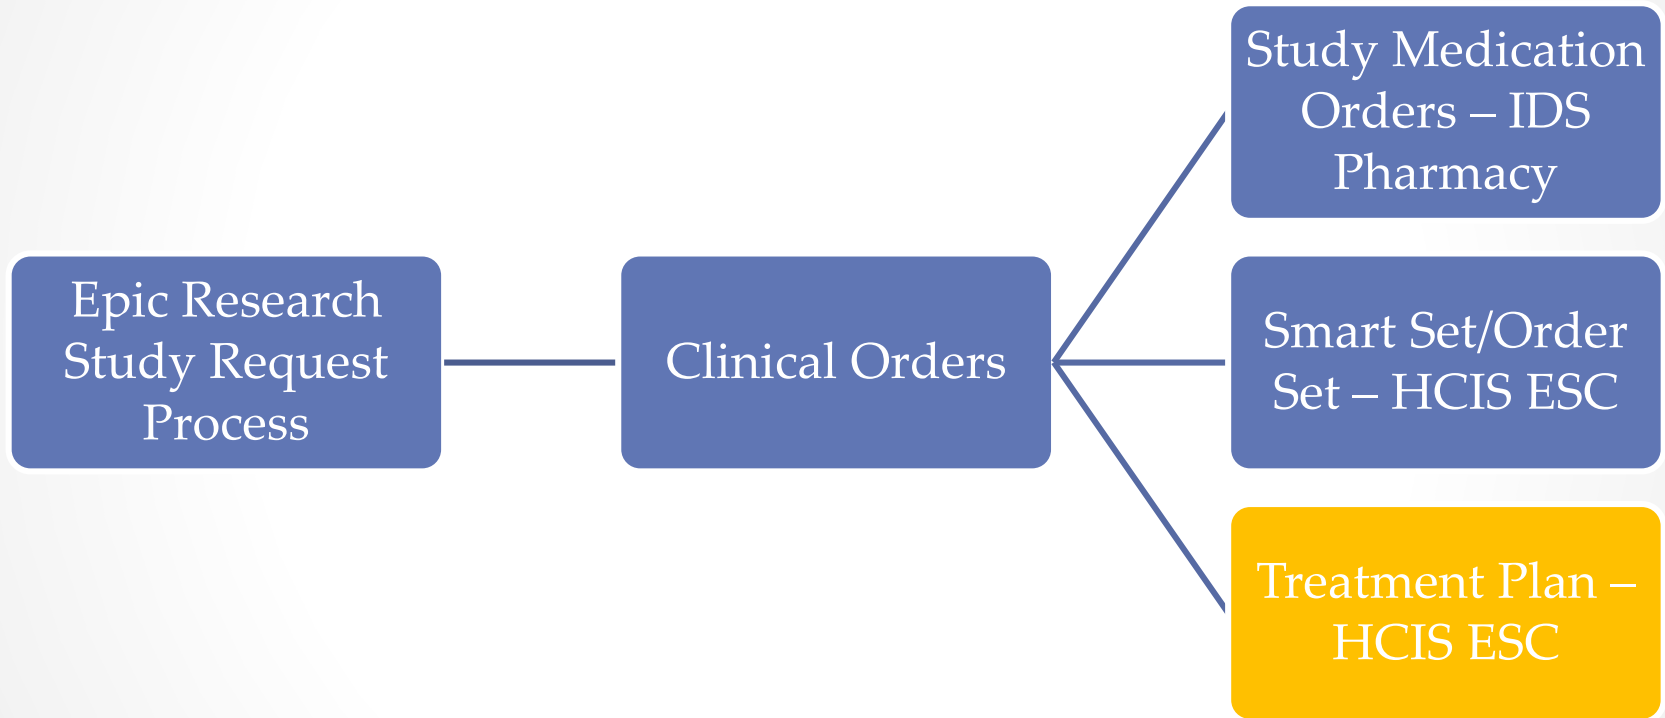 Epic Research
Study Request
Process
Clinical Orders
Study Medication
Orders – IDS
Pharmacy
Smart Set/Order
Set – HCIS ESC
Treatment Plan –
HCIS ESC